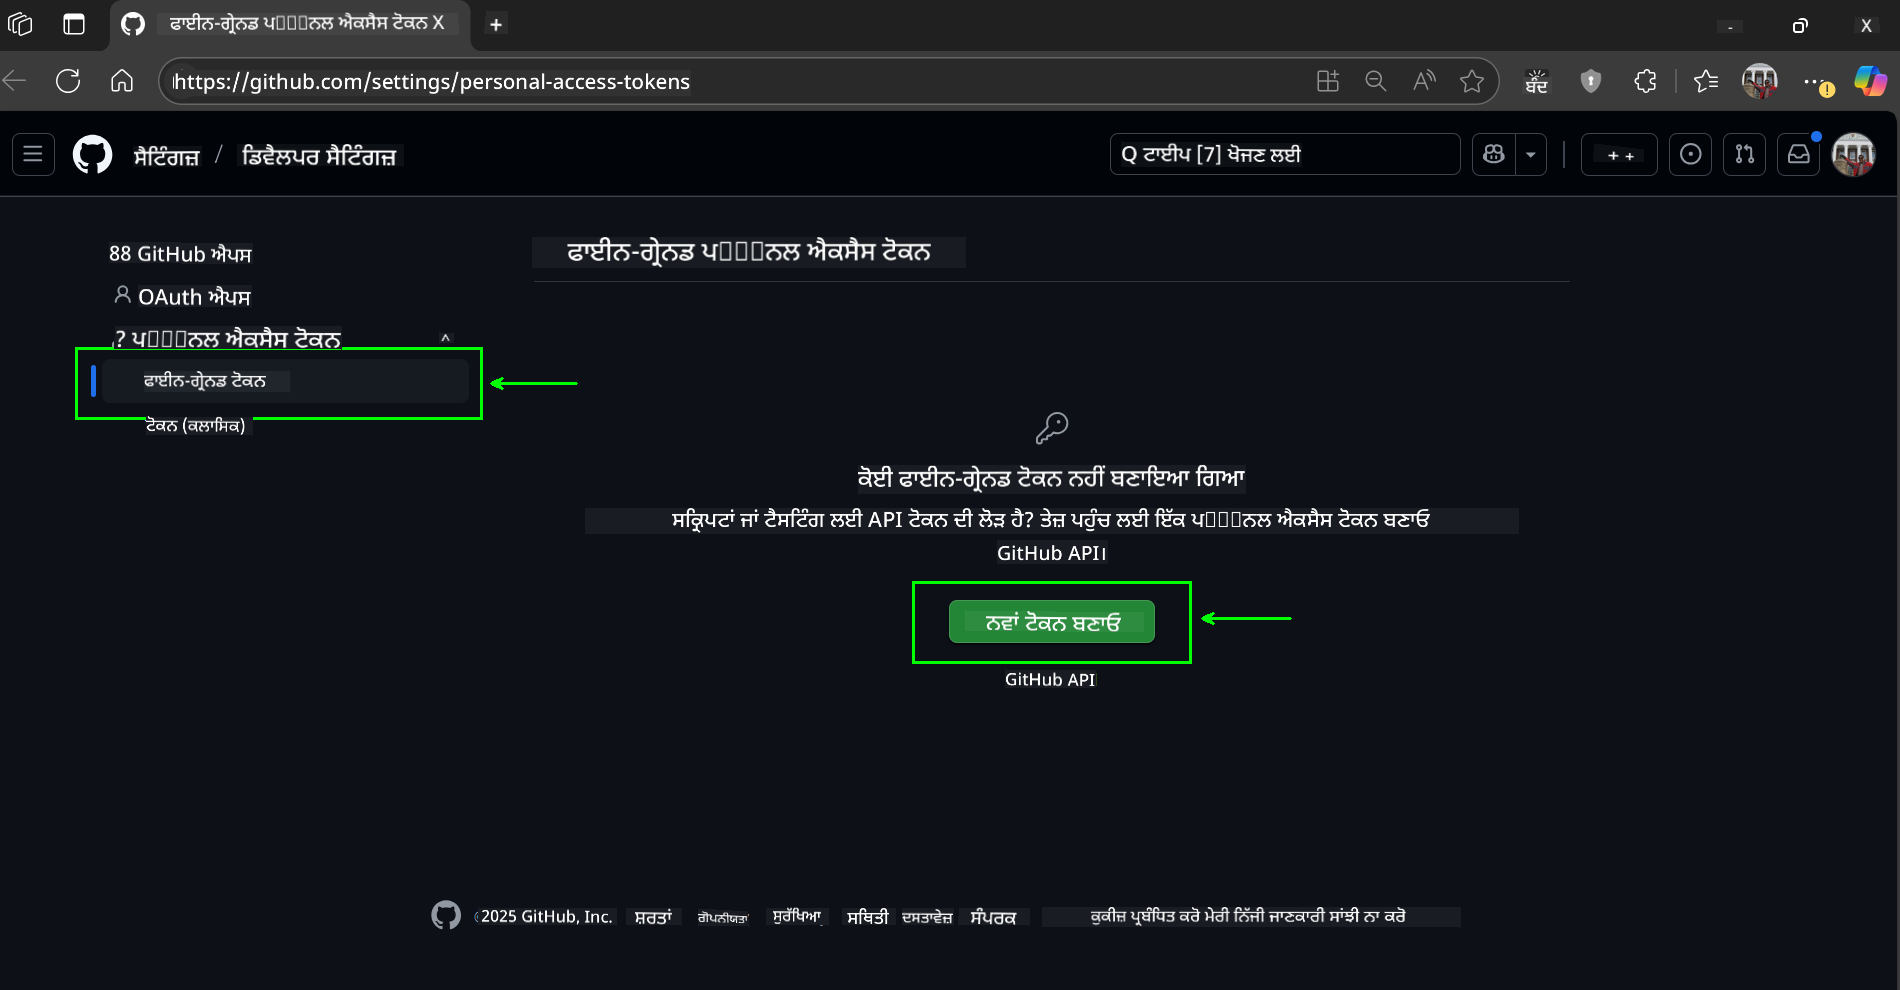 ਫਾਈਨ-ਗ੍ਰੇਨਡ ਪ▯▯▯ਨਲ ਐਕਸੈਸ ਟੋਕਨ X
https://github.com/settings/personal-access-tokens
ਬੰਦ
ਸੈਟਿੰਗਜ਼ / ਡਿਵੈਲਪਰ ਸੈਟਿੰਗਜ਼
Q ਟਾਈਪ [7] ਖੋਜਣ ਲਈ
88 GitHub ਐਪਸ
OAuth ਐਪਸ
? ਪ▯▯▯ਨਲ ਐਕਸੈਸ ਟੋਕਨ ^
ਫਾਈਨ-ਗ੍ਰੇਨਡ ਟੋਕਨ
ਟੋਕਨ (ਕਲਾਸਿਕ)
ਫਾਈਨ-ਗ੍ਰੇਨਡ ਪ▯▯▯ਨਲ ਐਕਸੈਸ ਟੋਕਨ
ਕੋਈ ਫਾਈਨ-ਗ੍ਰੇਨਡ ਟੋਕਨ ਨਹੀਂ ਬਣਾਇਆ ਗਿਆ
ਸਕ੍ਰਿਪਟਾਂ ਜਾਂ ਟੈਸਟਿੰਗ ਲਈ API ਟੋਕਨ ਦੀ ਲੋੜ ਹੈ? ਤੇਜ਼ ਪਹੁੰਚ ਲਈ ਇੱਕ ਪ▯▯▯ਨਲ ਐਕਸੈਸ ਟੋਕਨ ਬਣਾਓ
GitHub API।
ਨਵਾਂ ਟੋਕਨ ਬਣਾਓ
GitHub API
©2025 GitHub, Inc. ਸ਼ਰਤਾਂ ਗੋਪਨੀਯਤਾ ਸੁਰੱਖਿਆ ਸਥਿਤੀ ਦਸਤਾਵੇਜ਼ ਸੰਪਰਕ ਕੁਕੀਜ਼ ਪ੍ਰਬੰਧਿਤ ਕਰੋ ਮੇਰੀ ਨਿੱਜੀ ਜਾਣਕਾਰੀ ਸਾਂਝੀ ਨਾ ਕਰੋ